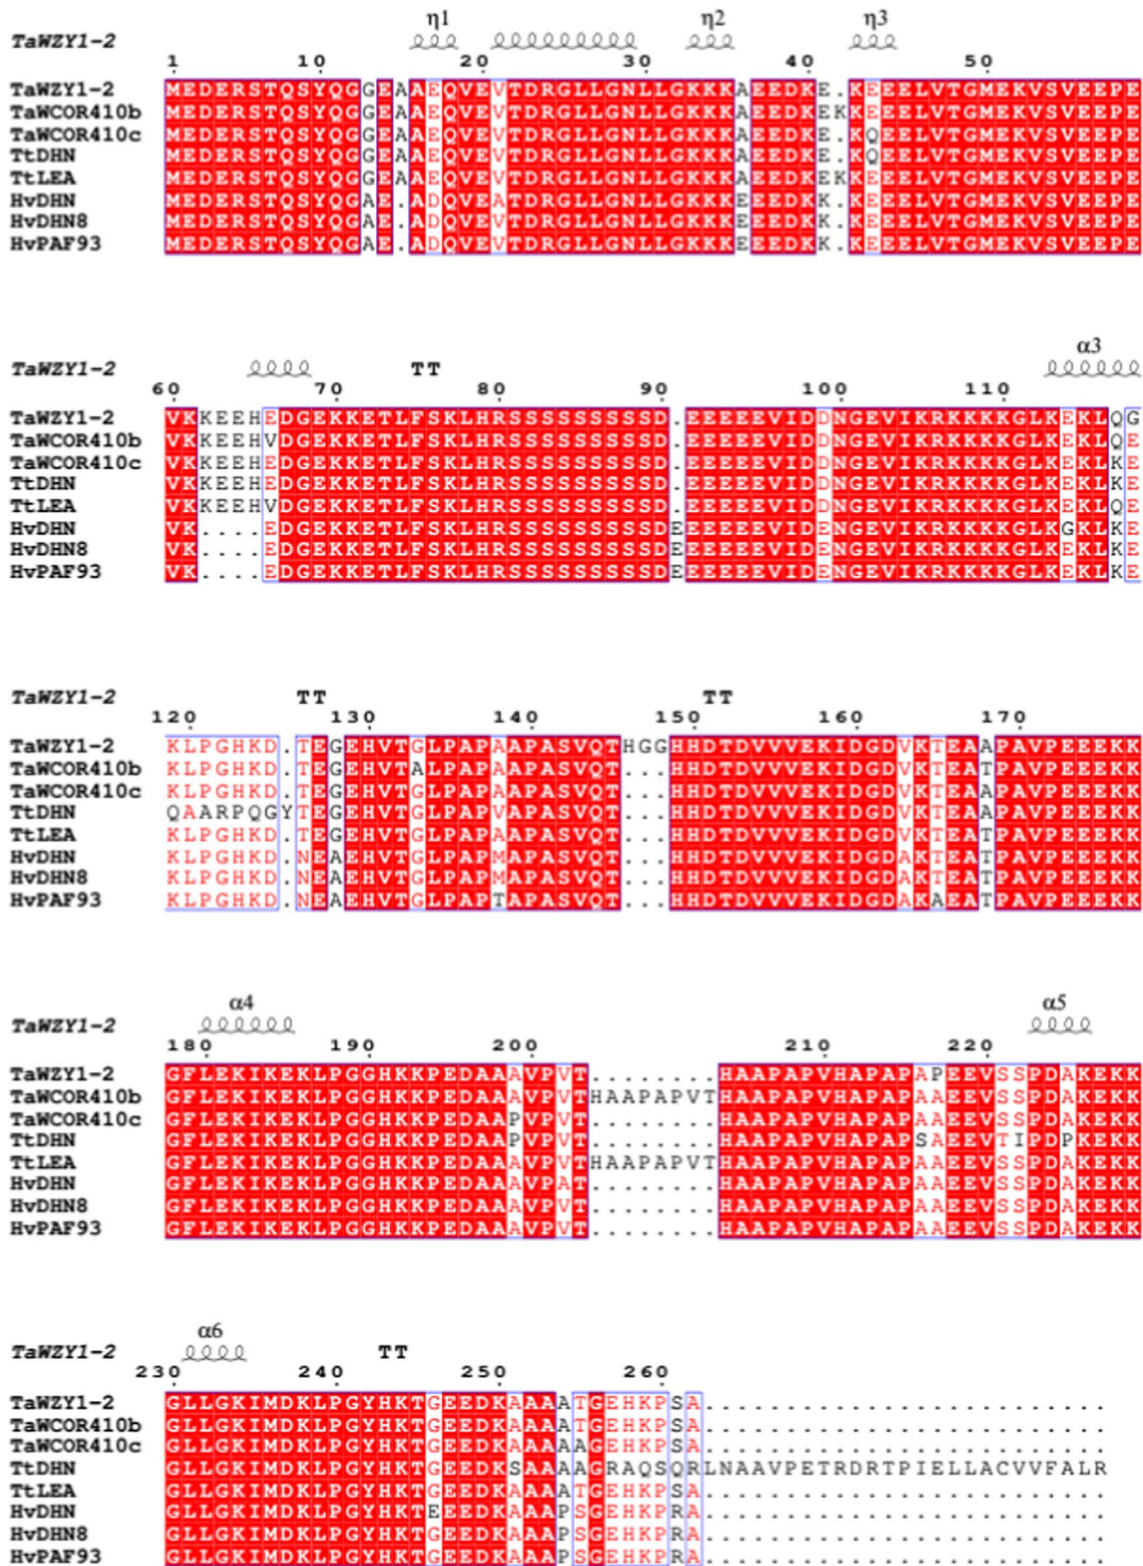 η1 η2 η3
TaWZY1-2
1 10 20 30 40 50
TaWZY1-2 MEDERSTQSYQGGEAAEQVEVTDRGLLGNLLGKKKAEEDKE.KEEELVTGMEKVSVEEPE
TaWCOR410b MEDERSTQSYQGGEAAEQVEVTDRGLLGNLLGKKKAEEDKEKKEEELVTGMEKVSVEEPE
TaWCOR410c MEDERSTQSYQGGEAAEQVEVTDRGLLGNLLGKKKAEEDKE.KQEELVTGMEKVSVEEPE
TtDHN MEDERSTQSYQGGEAAEQVEVTDRGLLGNLLGKKKAEEDKE.KQEELVTGMEKVSVEEPE
TtLEA MEDERSTQSYQGGEAAEQVEVTDRGLLGNLLGKKKAEEDKEKKEEELVTGMEKVSVEEPE
HvDHN MEDERSTQSYQGAE.ADQVEATDRGLLGNLLGKKKEEEDKK.KEEELVTGMEKVSVEEPE
HvDHN8 MEDERSTQSYQGAE.ADQVEVTDRGLLGNLLGKKKEEEDKK.KEEELVTGMEKVSVEEPE
HvPAF93 MEDERSTQSYQGAE.ADQVEVTDRGLLGNLLGKKKEEEDKK.KEEELVTGMEKVSVEEPE
α3
TaWZY1-2 TT
60 70 80 90 100 110
TaWZY1-2 VKKEEHEDGEKKETLFSKLHRSSSSSSSSSD.EEEEEVIDDNGEVIKRKKKKGLKEKLQG
TaWCOR410b VKKEEHVDGEKKETLFSKLHRSSSSSSSSSD.EEEEEVIDDNGEVIKRKKKKGLKEKLQE
TaWCOR410c VKKEEHEDGEKKETLFSKLHRSSSSSSSSSD.EEEEEVIDDNGEVIKRKKKKGLKEKLKE
TtDHN VKKEEHEDGEKKETLFSKLHRSSSSSSSSSD.EEEEEVIDDNGEVIKRKKKKGLKEKLKE
TtLEA VKKEEHVDGEKKETLFSKLHRSSSSSSSSSD.EEEEEVIDDNGEVIKRKKKKGLKEKLQE
HvDHN VK....EDGEKKETLFSKLHRSSSSSSSSSDEEEEEEVIDENGEVIKRKKKKGLKGKLKE
HvDHN8 VK....EDGEKKETLFSKLHRSSSSSSSSSDEEEEEEVIDENGEVIKRKKKKGLKEKLKE
HvPAF93 VK....EDGEKKETLFSKLHRSSSSSSSSSDEEEEEEVIDENGEVIKRKKKKGLKEKLKE
TaWZY1-2 TT TT
120 130 140 150 160 170
TaWZY1-2 KLPGHKD.TEGEHVTGLPAPAAPASVQTHGGHHDTDVVVEKIDGDVKTEAAPAVPEEEKK
TaWCOR410b KLPGHKD.TEGEHVTALPAPAAPASVQT...HHDTDVVVEKIDGDVKTEATPAVPEEEKK
TaWCOR410c KLPGHKD.TEGEHVTGLPAPAAPASVQT...HHDTDVVVEKIDGDVKTEAAPAVPEEEKK
TtDHN QAARPQGYTEGEHVTGLPAPVAPASVQT...HHDTDVVVEKIDGDVKTEAAPAVPEEEKK
TtLEA KLPGHKD.TEGEHVTGLPAPAAPASVQT...HHDTDVVVEKIDGDVKTEATPAVPEEEKK
HvDHN KLPGHKD.NEAEHVTGLPAPMAPASVQT...HHDTDVVVEKIDGDAKTEATPAVPEEEKK
HvDHN8 KLPGHKD.NEAEHVTGLPAPMAPASVQT...HHDTDVVVEKIDGDAKTEATPAVPEEEKK
HvPAF93 KLPGHKD.NEAEHVTGLPAPTAPASVQT...HHDTDVVVEKIDGDAKAEATPAVPEEEKK
α4 α5
TaWZY1-2
180 190 200 210 220
TaWZY1-2 GFLEKIKEKLPGGHKKPEDAAAVPVT........HAAPAPVHAPAPAPEEVSSPDAKEKK
TaWCOR410b GFLEKIKEKLPGGHKKPEDAAAVPVTHAAPAPVTHAAPAPVHAPAPAAEEVSSPDAKEKK
TaWCOR410c GFLEKIKEKLPGGHKKPEDAAPVPVT........HAAPAPVHAPAPAAEEVSSPDAKEKK
TtDHN GFLEKIKEKLPGGHKKPEDAAPVPVT........HAAPAPVHAPAPSAEEVTIPDPKEKK
TtLEA GFLEKIKEKLPGGHKKPEDAAAVPVTHAAPAPVTHAAPAPVHAPAPAAEEVSSPDAKEKK
HvDHN GFLEKIKEKLPGGHKKPEDAAAVPAT........HAAPAPVHAPAPAAEEVSSPDAKEKK
HvDHN8 GFLEKIKEKLPGGHKKPEDAAAVPVT........HAAPAPVHAPAPAAEEVSSPDAKEKK
HvPAF93 GFLEKIKEKLPGGHKKPEDAAAVPVT........HAAPAPVHAPAPAAEEVSSPDAKEKK
α6
TaWZY1-2 TT
230 240 250 260
TaWZY1-2 GLLGKIMDKLPGYHKTGEEDKAAAATGEHKPSA.........................
TaWCOR410b GLLGKIMDKLPGYHKTGEEDKAAAATGEHKPSA.........................
TaWCOR410c GLLGKIMDKLPGYHKTGEEDKAAAAAGEHKPSA.........................
TtDHN GLLGKIMDKLPGYHKTGEEDKSAAAAGRAQSQRLNAAVPETRDRTPIELLACVVFALR
TtLEA GLLGKIMDKLPGYHKTGEEDKAAAATGEHKPSA.........................
HvDHN GLLGKIMDKLPGYHKTEEEDKAAAPSGEHKPRA.........................
HvDHN8 GLLGKIMDKLPGYHKTGEEDKAAAPSGEHKPRA.........................
HvPAF93 GLLGKIMDKLPGYHKTGEEDKAAAPSGEHKPRA.........................